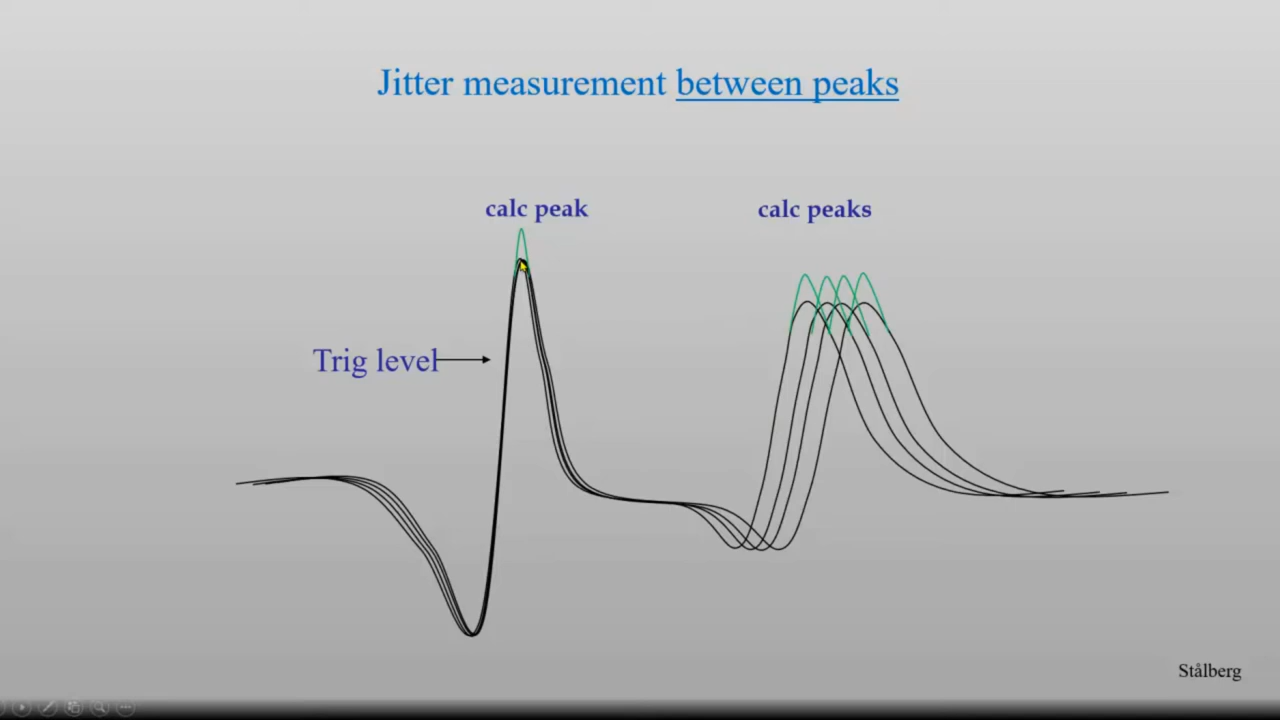 Jitter measurement between peaks
calc peak
calc peaks
Trig level
Stålberg